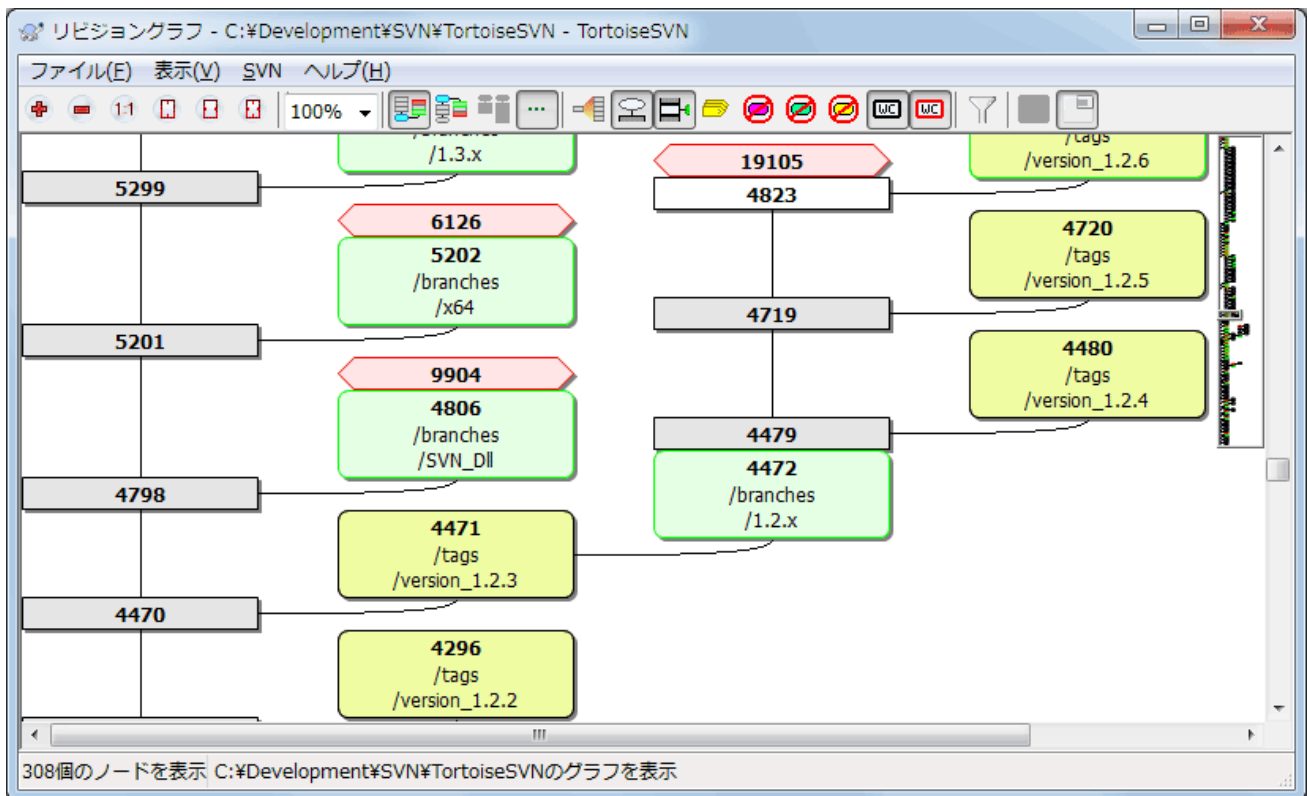 リビジョングラフ - C:¥Development¥SVN¥TortoiseSVN - TortoiseSVN
ファイル(F) 表示(V) SVN ヘルプ(H)
1:1 100% WC WC
/branches
/1.3.x
5299
6126
5202
/branches
/x64
5201
9904
4806
/branches
/SVN_Dll
4798
4471
/tags
/version_1.2.3
4470
4296
/tags
/version_1.2.2
19105
4823
4719
4479
4472
/branches
/1.2.x
/tags
/version_1.2.6
4720
/tags
/version_1.2.5
4480
/tags
/version_1.2.4
308個のノードを表示 C:¥Development¥SVN¥TortoiseSVNのグラフを表示